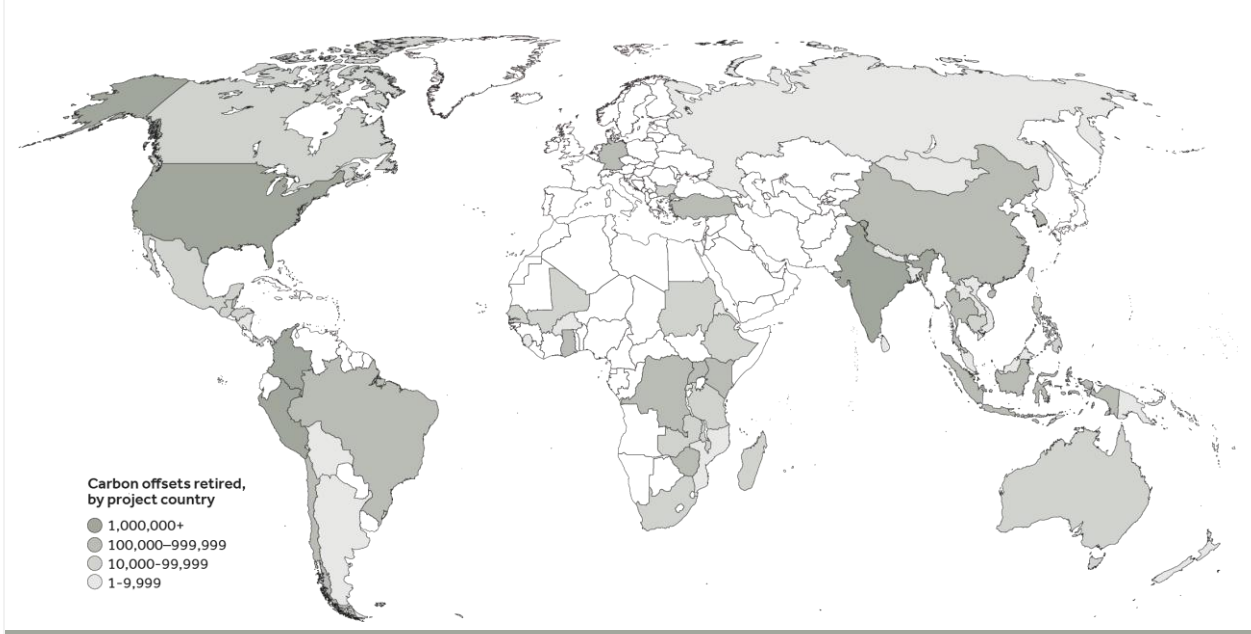 Carbon offsets retired,
by project country
1,000,000+
100,000–999,999
10,000-99,999
1-9,999